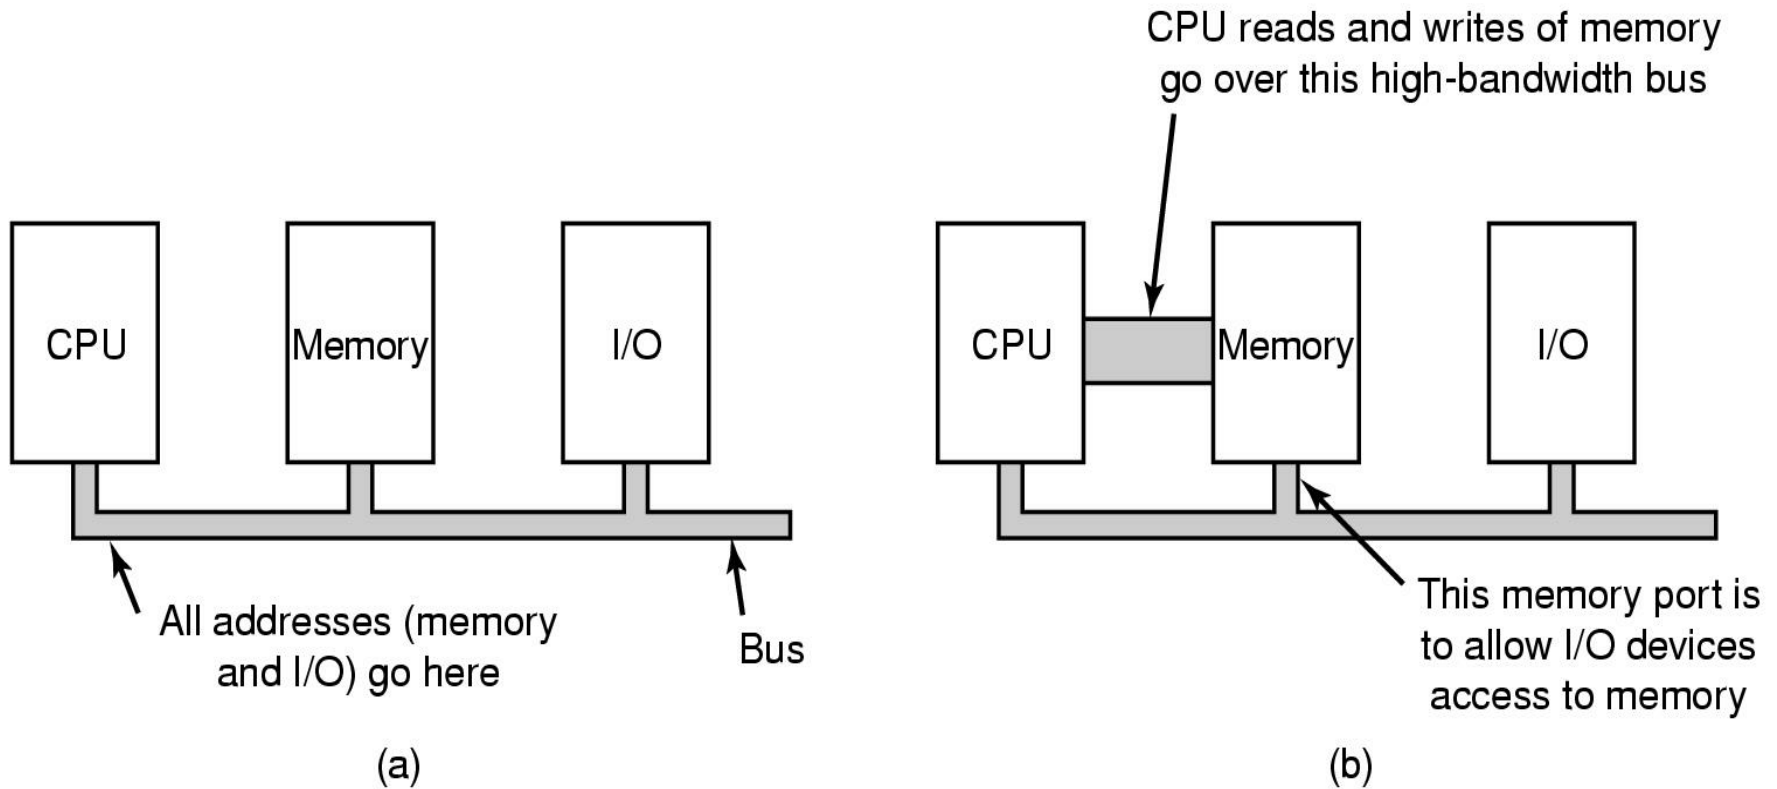 CPU reads and writes of memory
go over this high-bandwidth bus
CPU
Memory
I/O
CPU
Memory
I/O
All addresses (memory
and I/O) go here
Bus
This memory port is
to allow I/O devices
access to memory
(a)
(b)